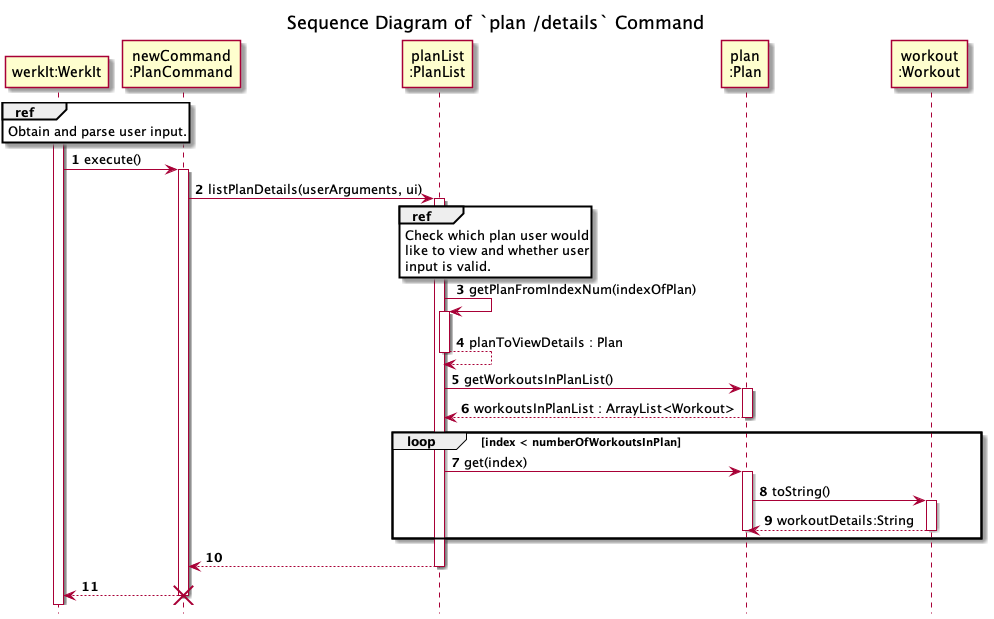 Sequence Diagram of `plan /details` Command
werkIt:WerkIt
newCommand
:PlanCommand
planList
:PlanList
plan
:Plan
workout
:Workout
ref
Obtain and parse user input.
1 execute()
2 listPlanDetails(userArguments, ui)
ref
Check which plan user would
like to view and whether user
input is valid.
3 getPlanFromIndexNum(indexOfPlan)
4 planToViewDetails : Plan
5 getWorkoutsInPlanList()
6 workoutsInPlanList : ArrayList<Workout>
loop [index < numberOfWorkoutsInPlan]
7 get(index)
8 toString()
9 workoutDetails:String
10
11